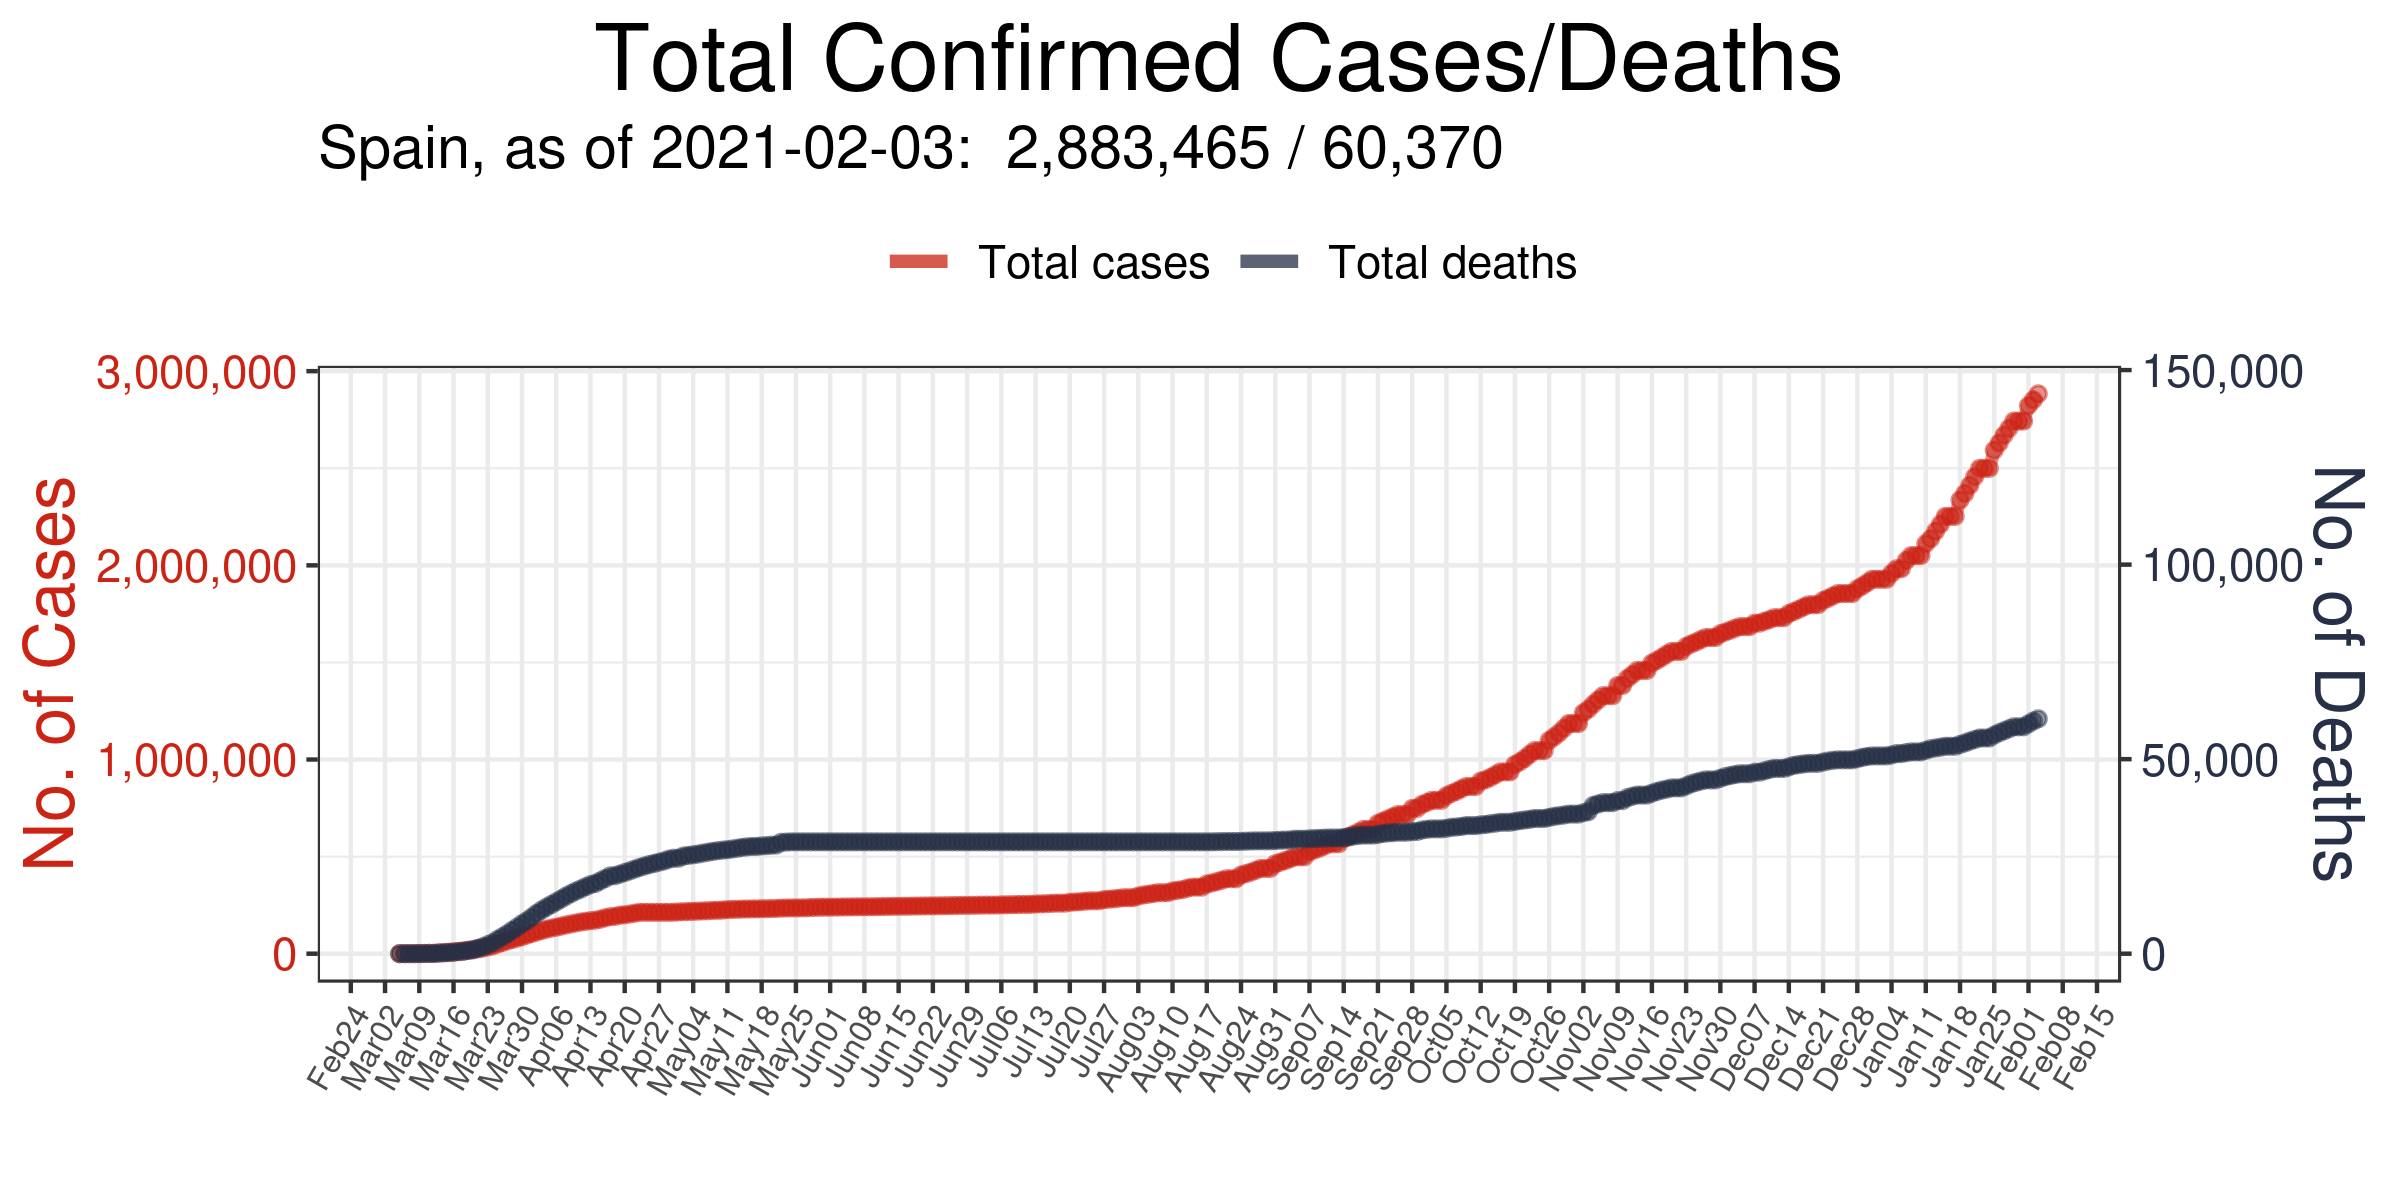 Total Confirmed Cases/Deaths
Spain, as of 2021-02-03:  2,883,465 / 60,370
Total cases
Total deaths
No. of Cases
3,000,000
2,000,000
1,000,000
0
150,000
100,000
50,000
0
No. of Deaths
Feb24
Mar02
Mar09
Mar16
Mar23
Mar30
Apr06
Apr13
Apr20
Apr27
May04
May11
May18
May25
Jun01
Jun08
Jun15
Jun22
Jun29
Jul06
Jul13
Jul20
Jul27
Aug03
Aug10
Aug17
Aug24
Aug31
Sep07
Sep14
Sep21
Sep28
Oct05
Oct12
Oct19
Oct26
Nov02
Nov09
Nov16
Nov23
Nov30
Dec07
Dec14
Dec21
Dec28
Jan04
Jan11
Jan18
Jan25
Feb01
Feb08
Feb15